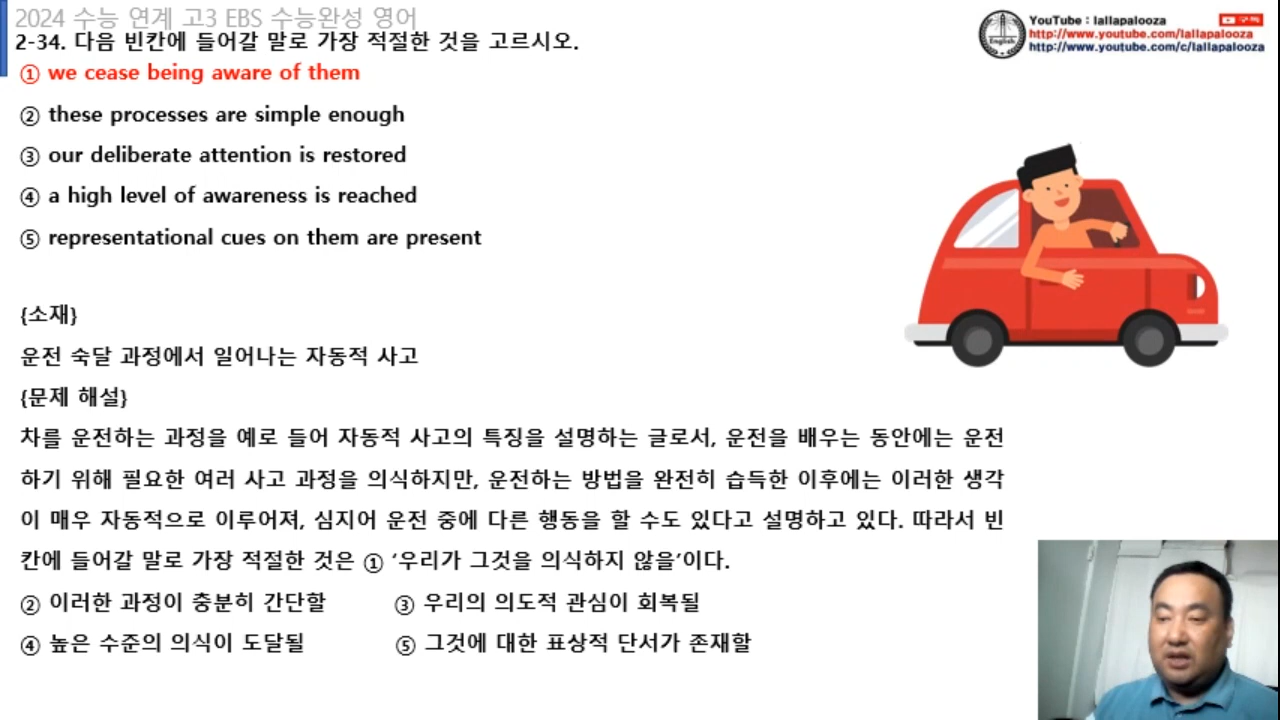 2024 수능 연계 고3 EBS 수능완성 영어
2-34. 다음 빈칸에 들어갈 말로 가장 적절한 것을 고르시오.
YouTube : lallapalooza
구독
http://www.youtube.com/lallapalooza
http://www.youtube.com/c/lallapalooza
English
① we cease being aware of them
② these processes are simple enough
③ our deliberate attention is restored
④ a high level of awareness is reached
⑤ representational cues on them are present
{소재}
운전 숙달 과정에서 일어나는 자동적 사고
{문제 해설}
차를 운전하는 과정을 예로 들어 자동적 사고의 특징을 설명하는 글로서, 운전을 배우는 동안에는 운전
하기 위해 필요한 여러 사고 과정을 의식하지만, 운전하는 방법을 완전히 습득한 이후에는 이러한 생각
이 매우 자동적으로 이루어져, 심지어 운전 중에 다른 행동을 할 수도 있다고 설명하고 있다. 따라서 빈
칸에 들어갈 말로 가장 적절한 것은 ① ‘우리가 그것을 의식하지 않을’이다.
② 이러한 과정이 충분히 간단할 ③ 우리의 의도적 관심이 회복될
④ 높은 수준의 의식이 도달될 ⑤ 그것에 대한 표상적 단서가 존재할